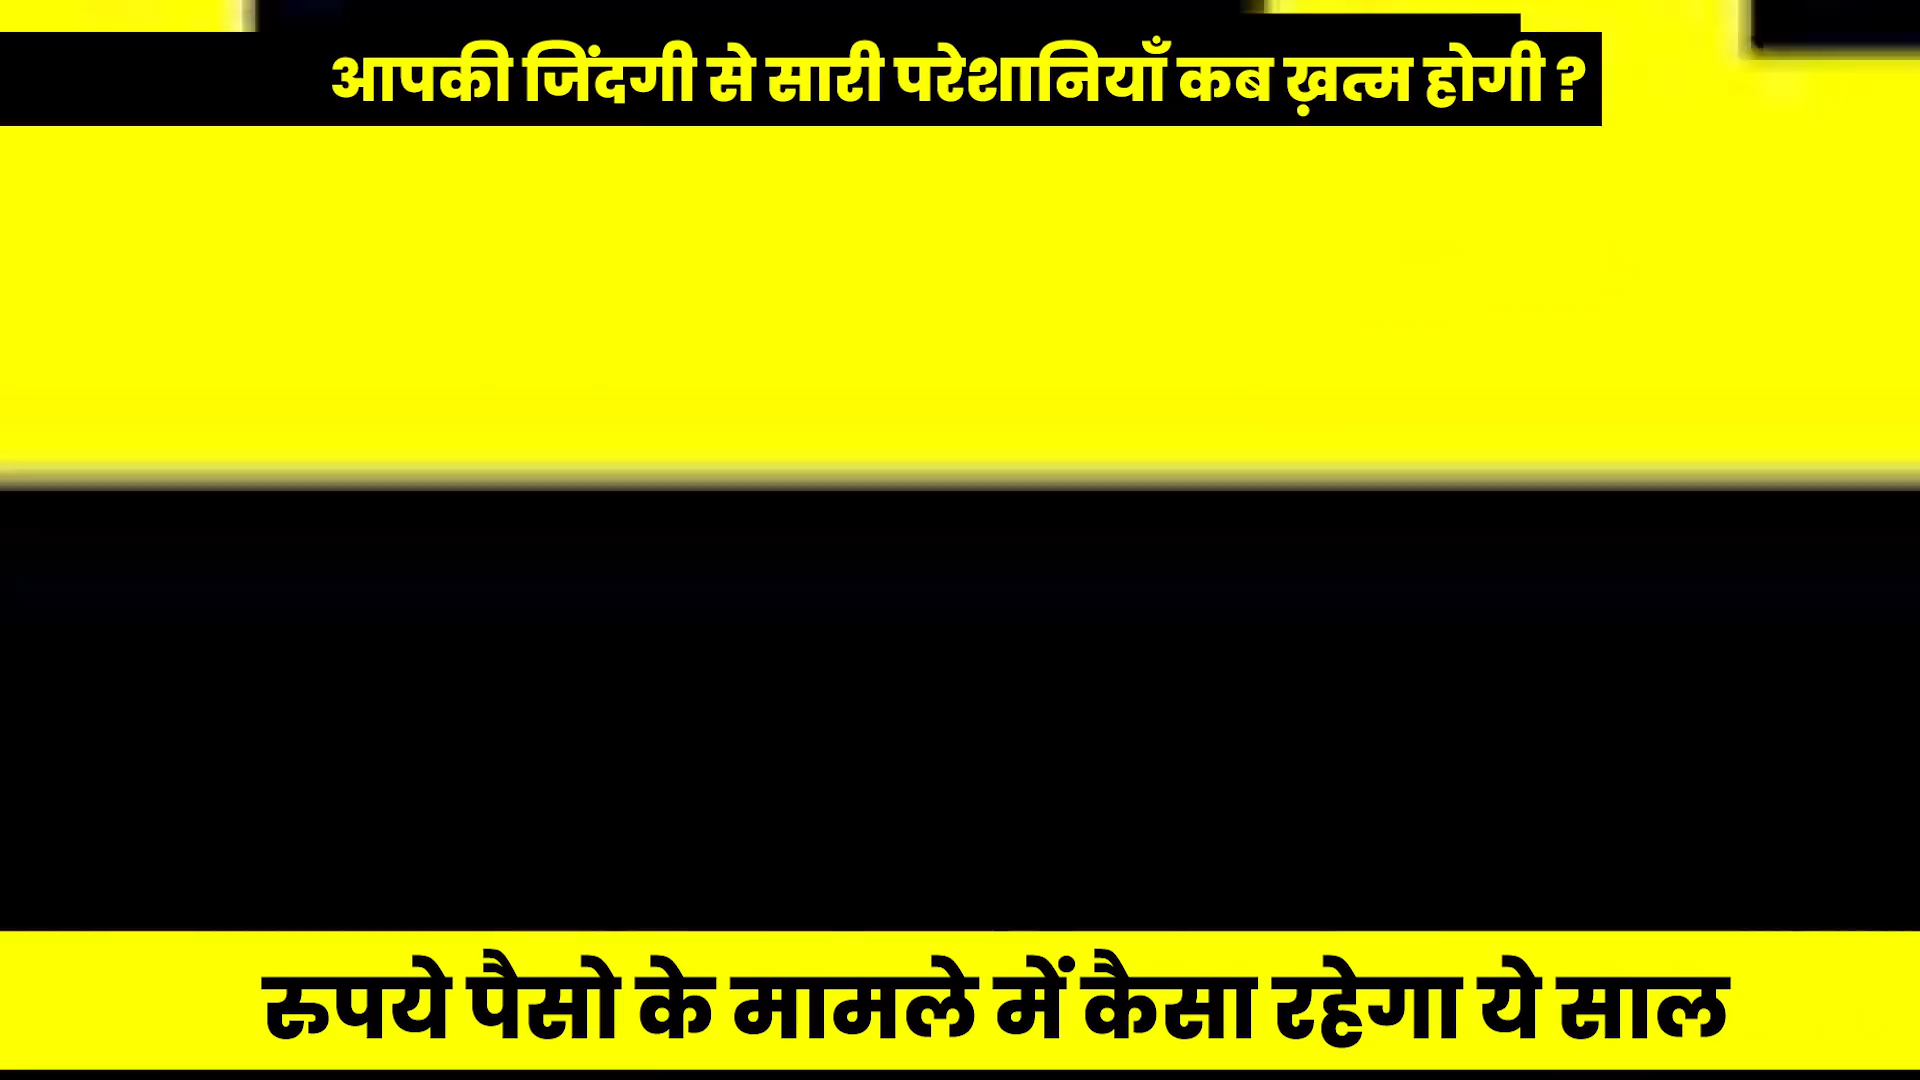 आपकी जिंदगी से सारी परेशानियाँ कब ख़त्म होगी ?
रुपये पैसो के मामले में कैसा रहेगा ये साल